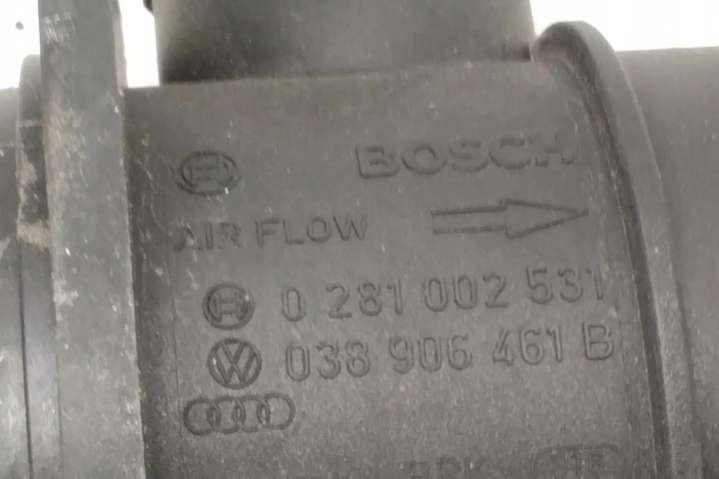 BOSCH
AIR FLOW
0 281 002 531
038 906 461 B